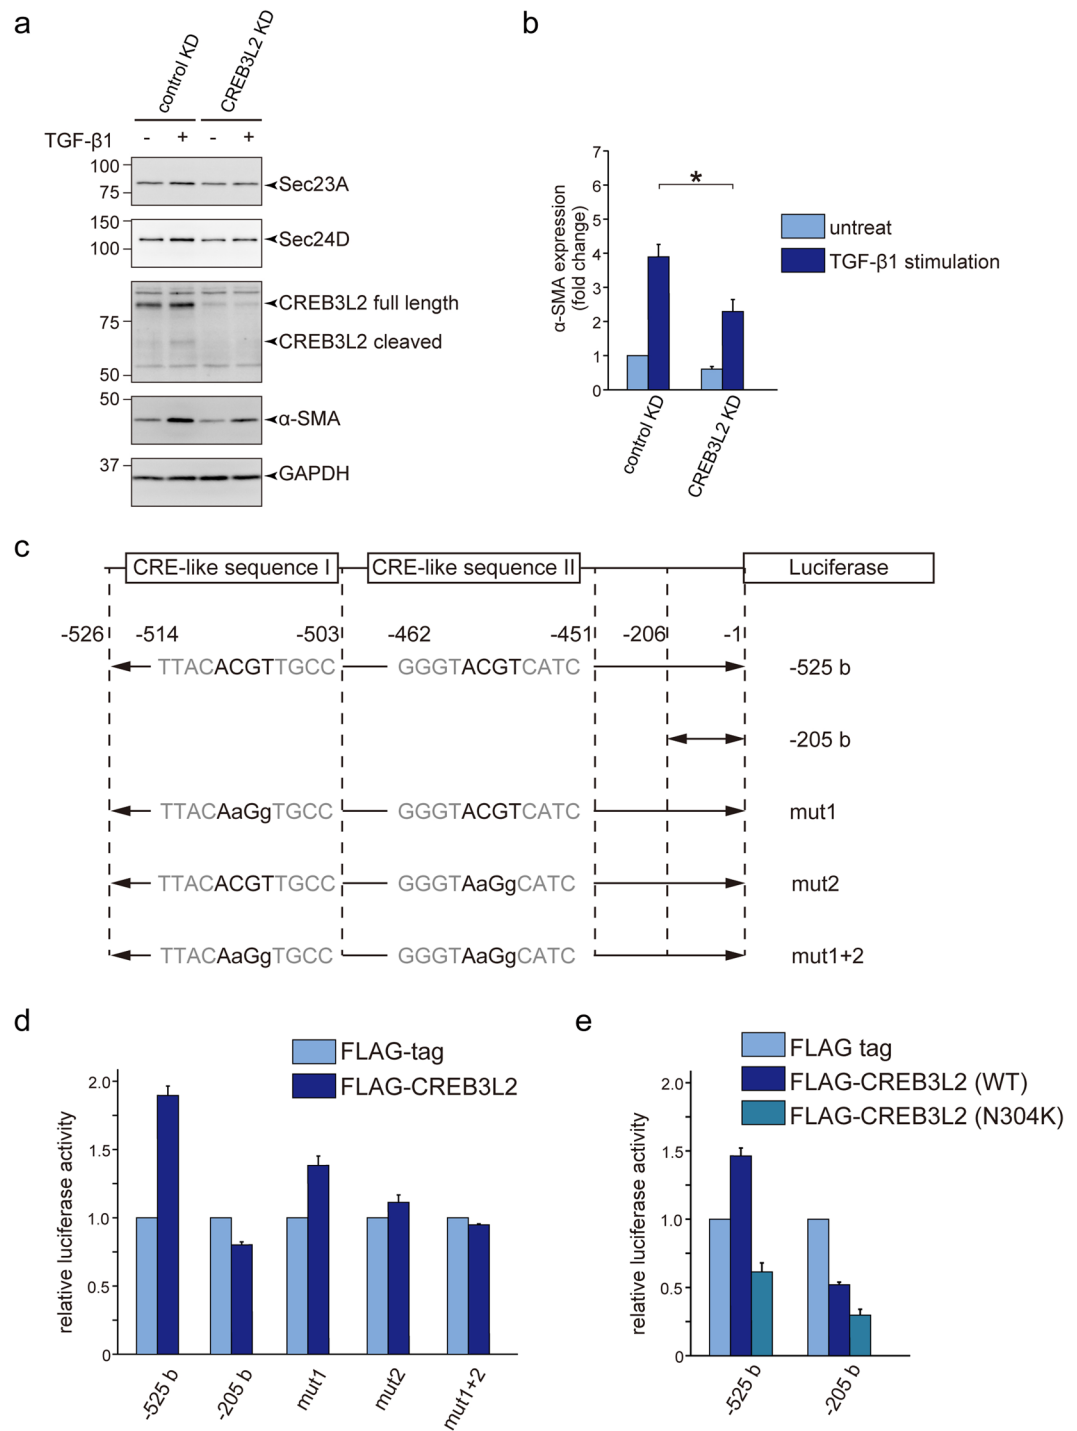 a
control KD
CREB3L2 KD
TGF-β1 - + - +
100
75
Sec23A
150
100
Sec24D
CREB3L2 full length
75
CREB3L2 cleaved
50
50
α-SMA
37
GAPDH
b
α-SMA expression
(fold change)
7
6
5
4
3
2
1
0
*
untreat
TGF-β1 stimulation
control KD
CREB3L2 KD
c
CRE-like sequence I CRE-like sequence II Luciferase
-526 -514 -503 -462 -451 -206 -1
TTACACGTTGCC GGGTACGTCATC -525 b
-205 b
TTACAaGgTGCC GGGTACGTCATC mut1
TTACACGTTGCC GGGTAaGgCATC mut2
TTACAaGgTGCC GGGTAaGgCATC mut1+2
d
FLAG-tag
FLAG-CREB3L2
relative luciferase activity
2.0
1.5
1.0
0.5
0
-525 b
-205 b
mut1
mut2
mut1+2
e
FLAG tag
FLAG-CREB3L2 (WT)
FLAG-CREB3L2 (N304K)
relative luciferase activity
2.0
1.5
1.0
0.5
0
-525 b
-205 b